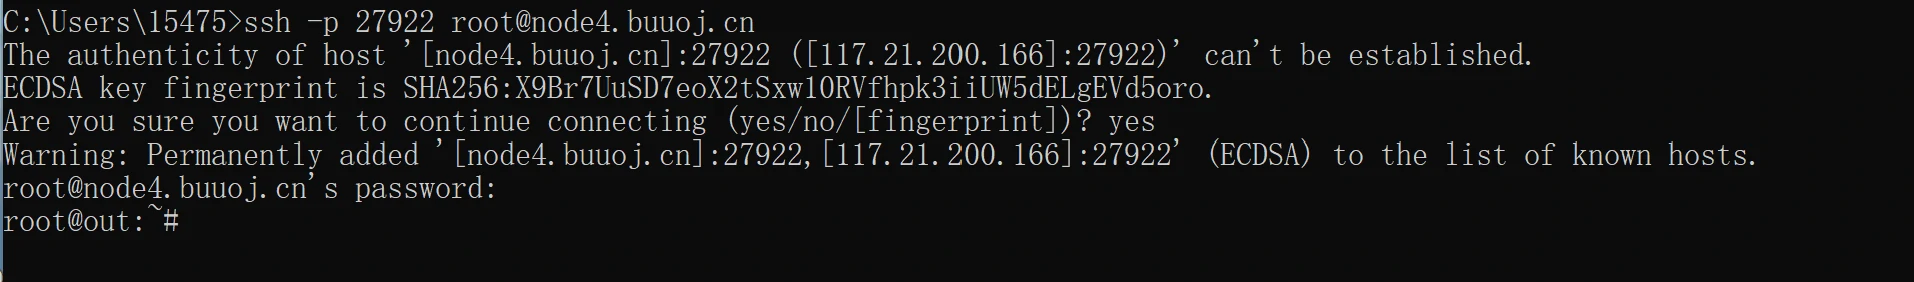 C:\Users\15475>ssh -p 27922 root@node4.buuoj.cn
The authenticity of host '[node4.buuoj.cn]:27922 ([117.21.200.166]:27922)' can't be established.
ECDSA key fingerprint is SHA256:X9Br7UuSD7eoX2tSxw10RVfhpk3iiUW5dELgEVd5oro.
Are you sure you want to continue connecting (yes/no/[fingerprint])? yes
Warning: Permanently added '[node4.buuoj.cn]:27922,[117.21.200.166]:27922' (ECDSA) to the list of known hosts.
root@node4.buuoj.cn's password:
root@out:~#